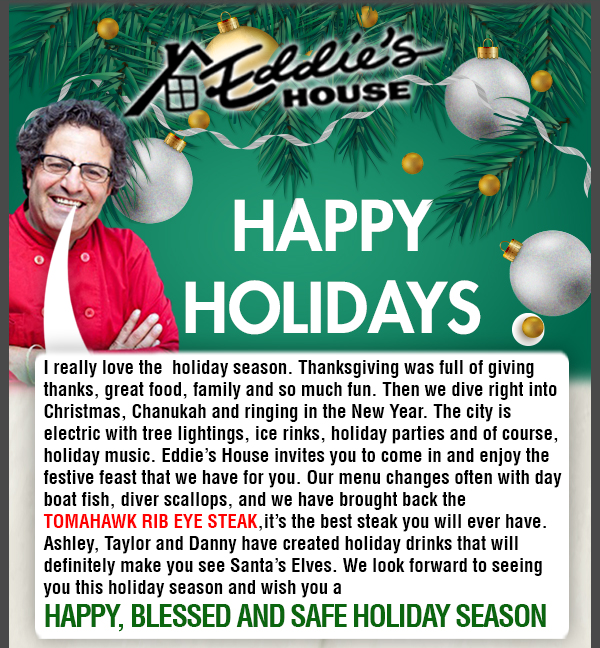 Eddie's
HOUSE
HAPPY
HOLIDAYS
I really love the  holiday season. Thanksgiving was full of giving
thanks, great food, family and so much fun. Then we dive right into
Christmas, Chanukah and ringing in the New Year. The city is
electric with tree lightings, ice rinks, holiday parties and of course,
holiday music. Eddie's House invites you to come in and enjoy the
festive feast that we have for you. Our menu changes often with day
boat fish, diver scallops, and we have brought back the
TOMAHAWK RIB EYE STEAK,it's the best steak you will ever have.
Ashley, Taylor and Danny have created holiday drinks that will
definitely make you see Santa's Elves. We look forward to seeing
you this holiday season and wish you a
HAPPY, BLESSED AND SAFE HOLIDAY SEASON